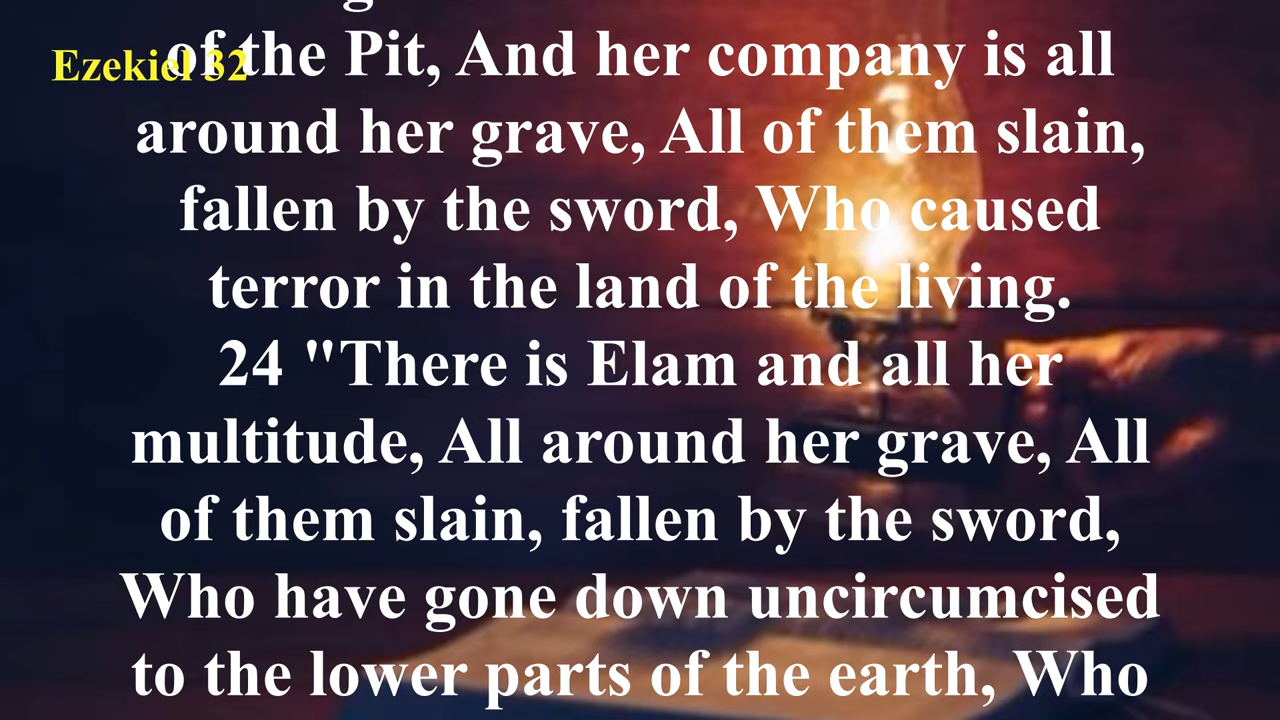 Ezekiel 32
of the Pit, And her company is all
around her grave, All of them slain,
fallen by the sword, Who caused
terror in the land of the living.
24 "There is Elam and all her
multitude, All around her grave, All
of them slain, fallen by the sword,
Who have gone down uncircumcised
to the lower parts of the earth, Who